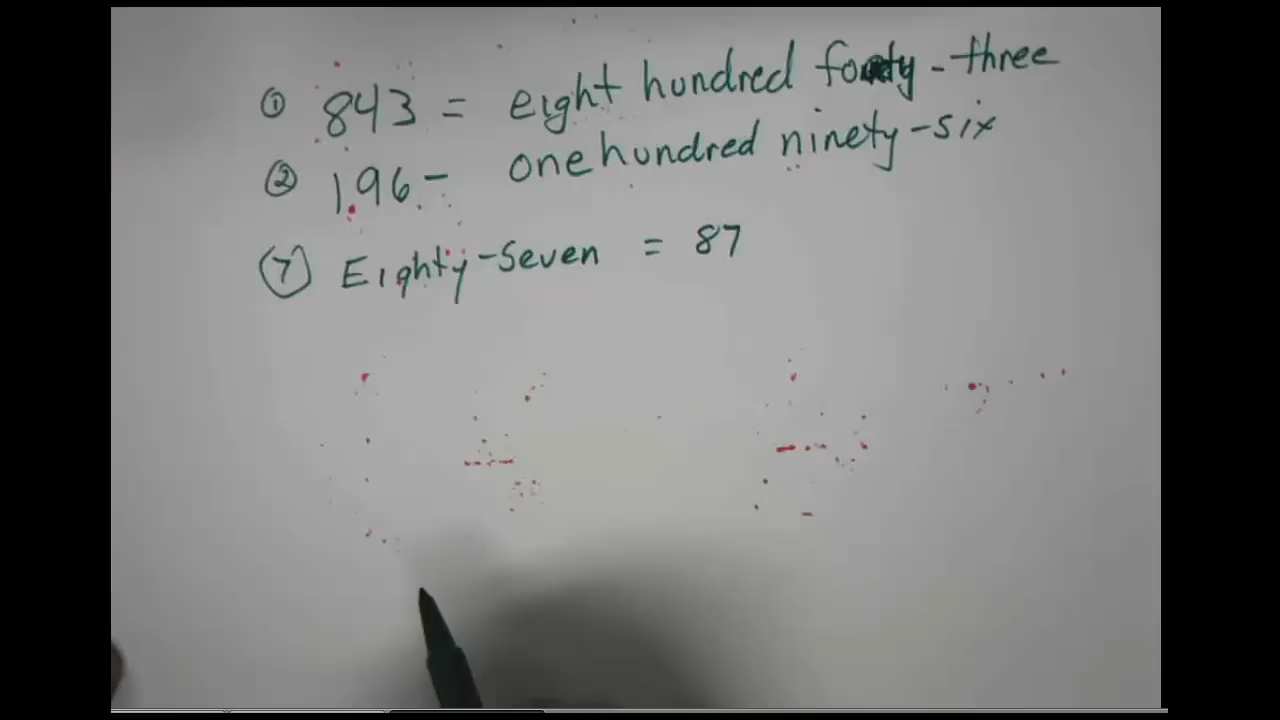 ① 843 = eight hundred forty-three
② 196 - one hundred ninety-six
⑦ Eighty-Seven = 87